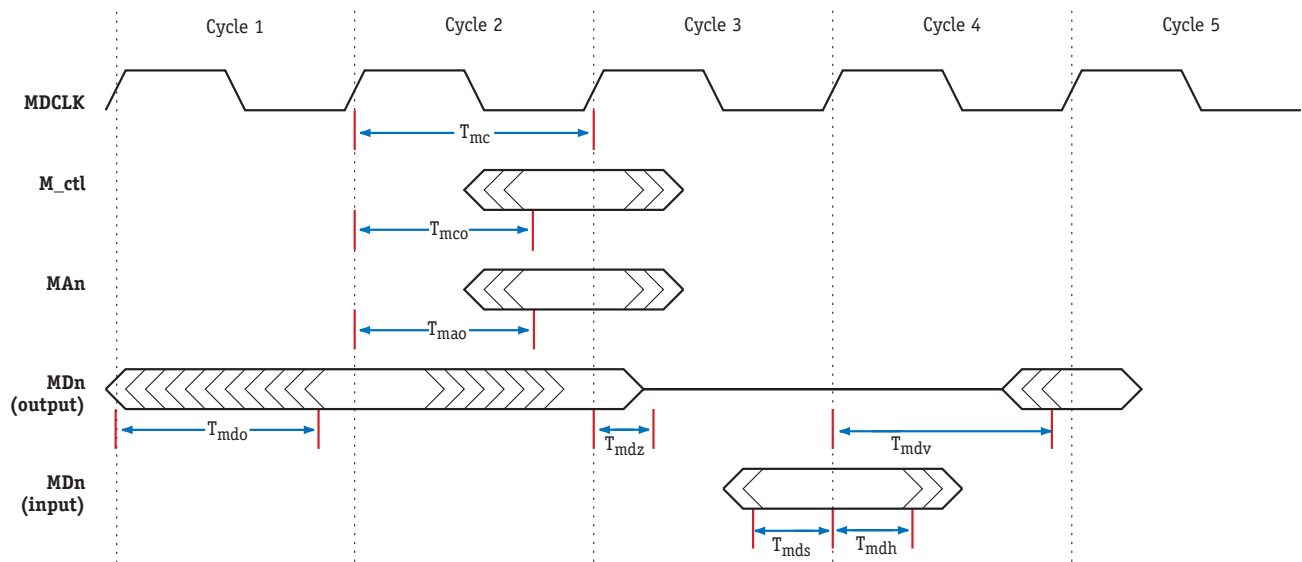 Cycle 1 Cycle 2 Cycle 3 Cycle 4 Cycle 5
MDCLK
Tmc
M_ctl
Tmco
MAn
Tmao
MDn
(output)
Tmdo Tmdz Tmdv
MDn
(input)
Tmds Tmdh